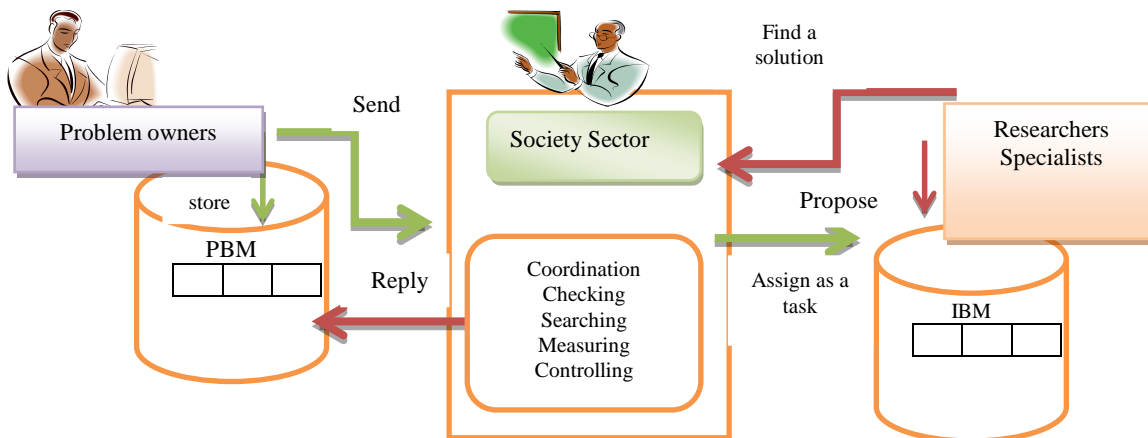 Problem owners
store
PBM
Send
Reply
Society Sector
Coordination
Checking
Searching
Measuring
Controlling
Find a
solution
Propose
Assign as a
task
Researchers
Specialists
IBM